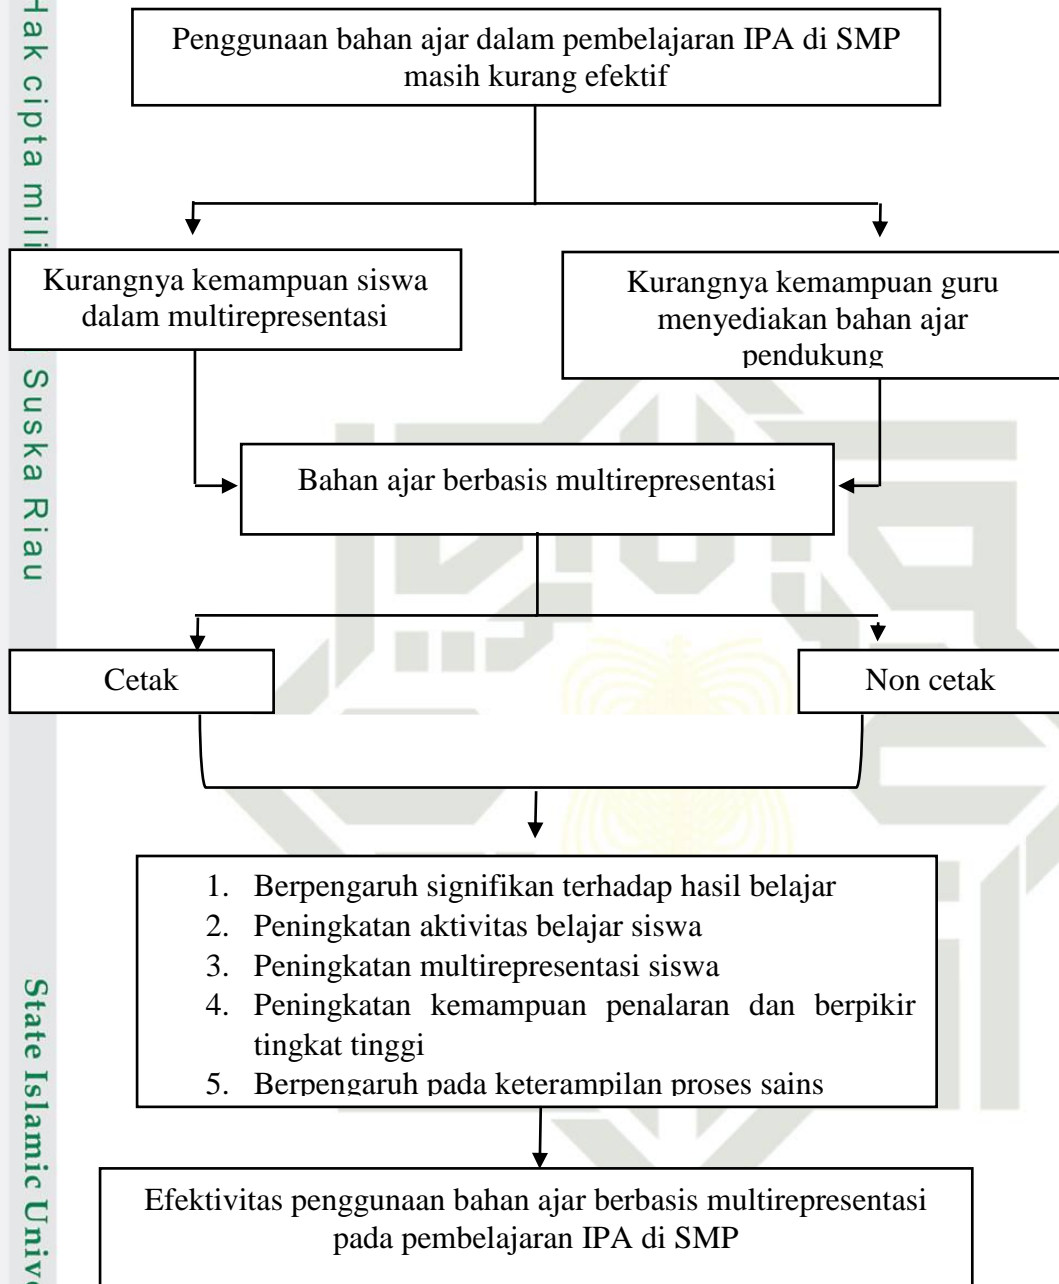 Hak cipta mili
Suska Riau
State Islamic Unive
Penggunaan bahan ajar dalam pembelajaran IPA di SMP
masih kurang efektif
Kurangnya kemampuan siswa
dalam multirepresentasi
Kurangnya kemampuan guru
menyediakan bahan ajar
pendukung
Bahan ajar berbasis multirepresentasi
Cetak
Non cetak
1. Berpengaruh signifikan terhadap hasil belajar
2. Peningkatan aktivitas belajar siswa
3. Peningkatan multirepresentasi siswa
4. Peningkatan kemampuan penalaran dan berpikir
tingkat tinggi
5. Berpengaruh pada keterampilan proses sains
Efektivitas penggunaan bahan ajar berbasis multirepresentasi
pada pembelajaran IPA di SMP